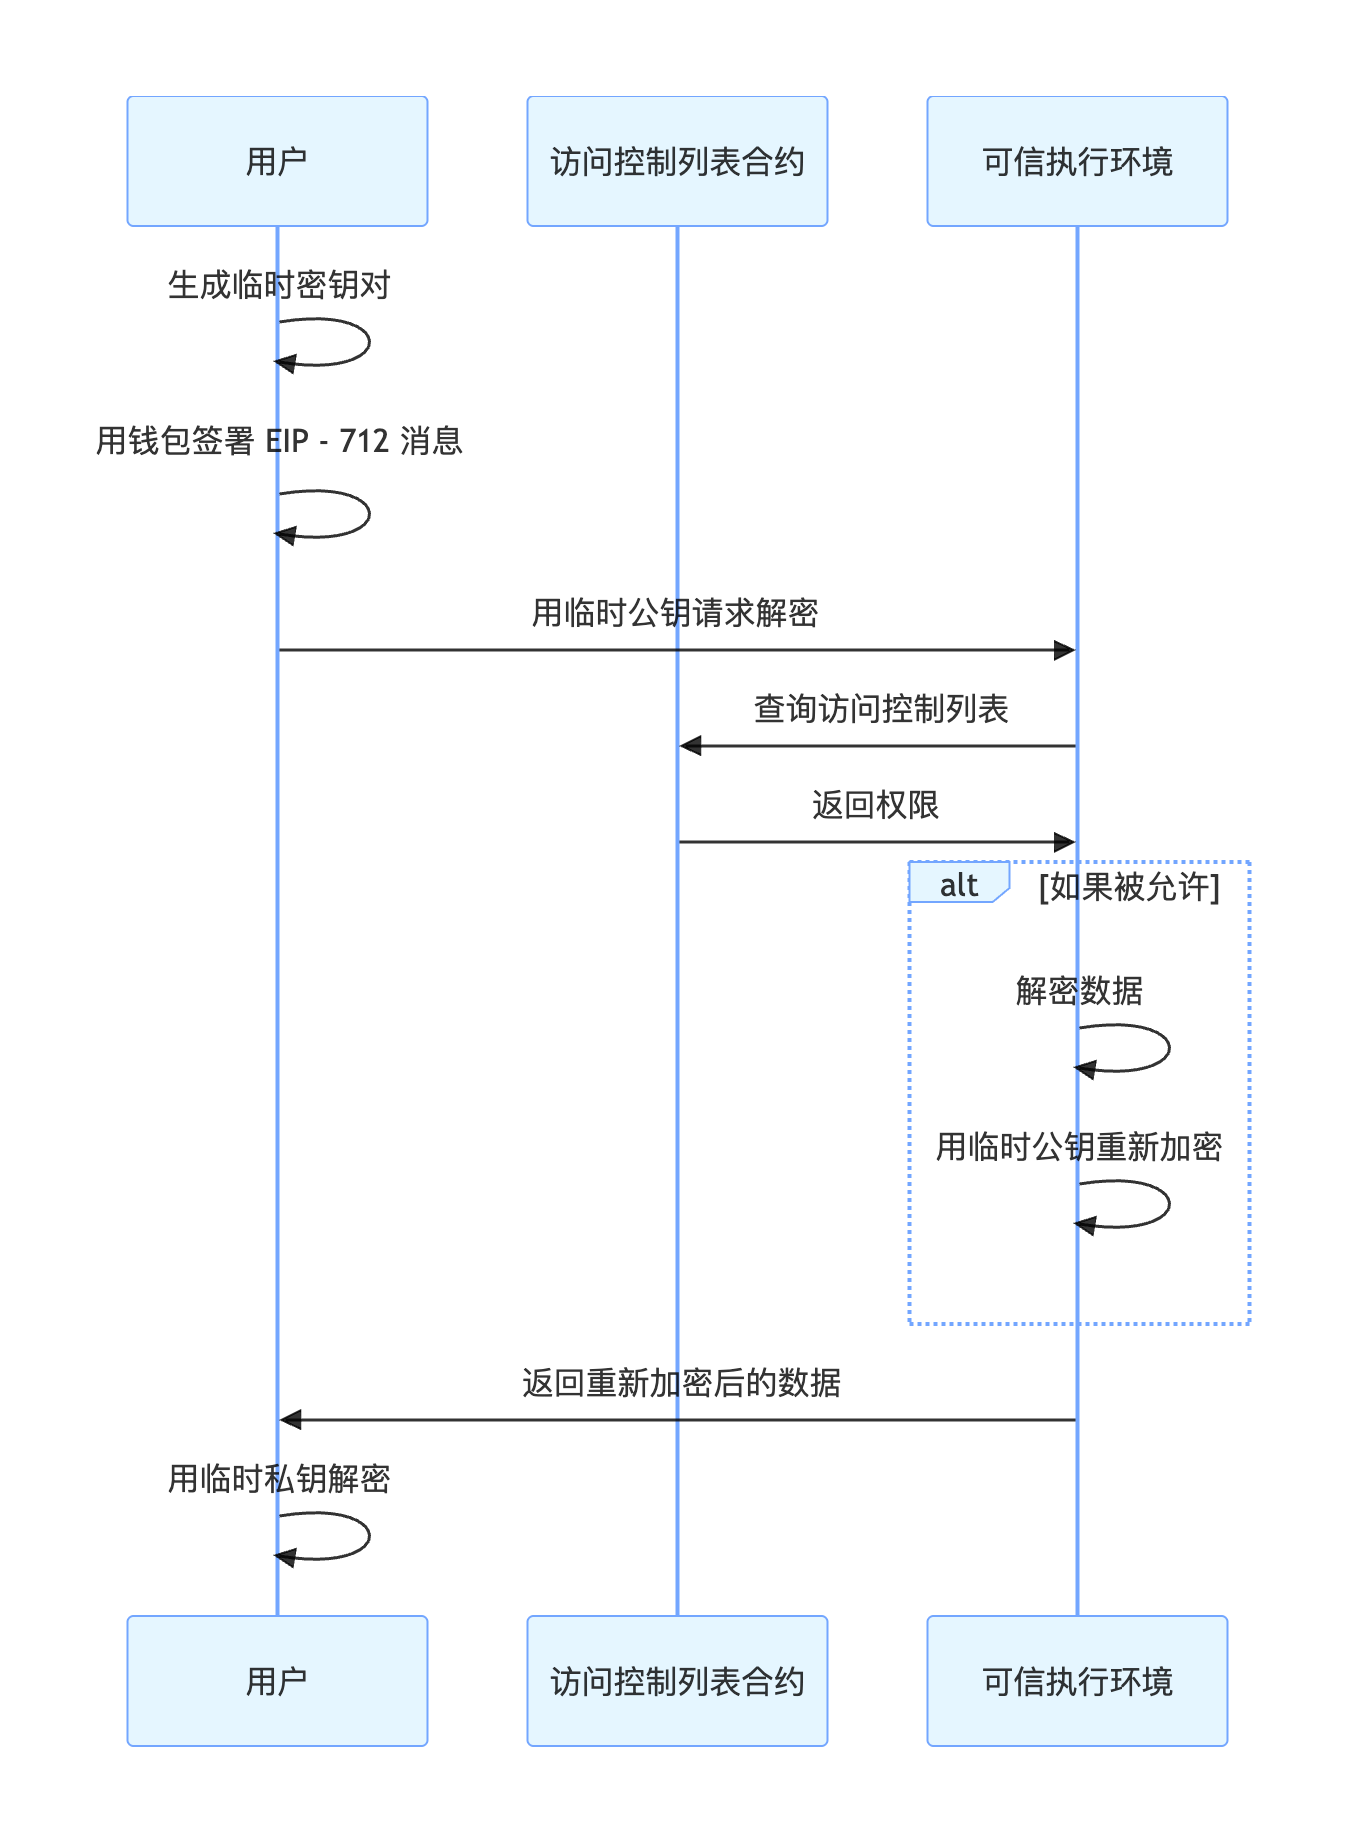 用户
访问控制列表合约
可信执行环境
生成临时密钥对
用钱包签署 EIP - 712 消息
用临时公钥请求解密
查询访问控制列表
返回权限
alt
[如果被允许]
解密数据
用临时公钥重新加密
返回重新加密后的数据
用临时私钥解密
用户
访问控制列表合约
可信执行环境